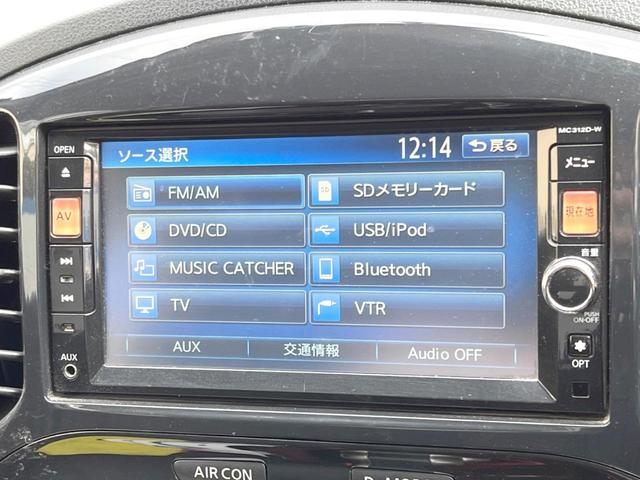 MC312D-W
OPEN
ソース選択 12:14 戻る
メニュー
FM/AM SDメモリーカード
AV DVD/CD USB/iPod 現在地
MUSIC CATCHER Bluetooth 音量
TV VTR
PUSH
ON-OFF
AUX AUX 交通情報 Audio OFF
OPT
AIR CON